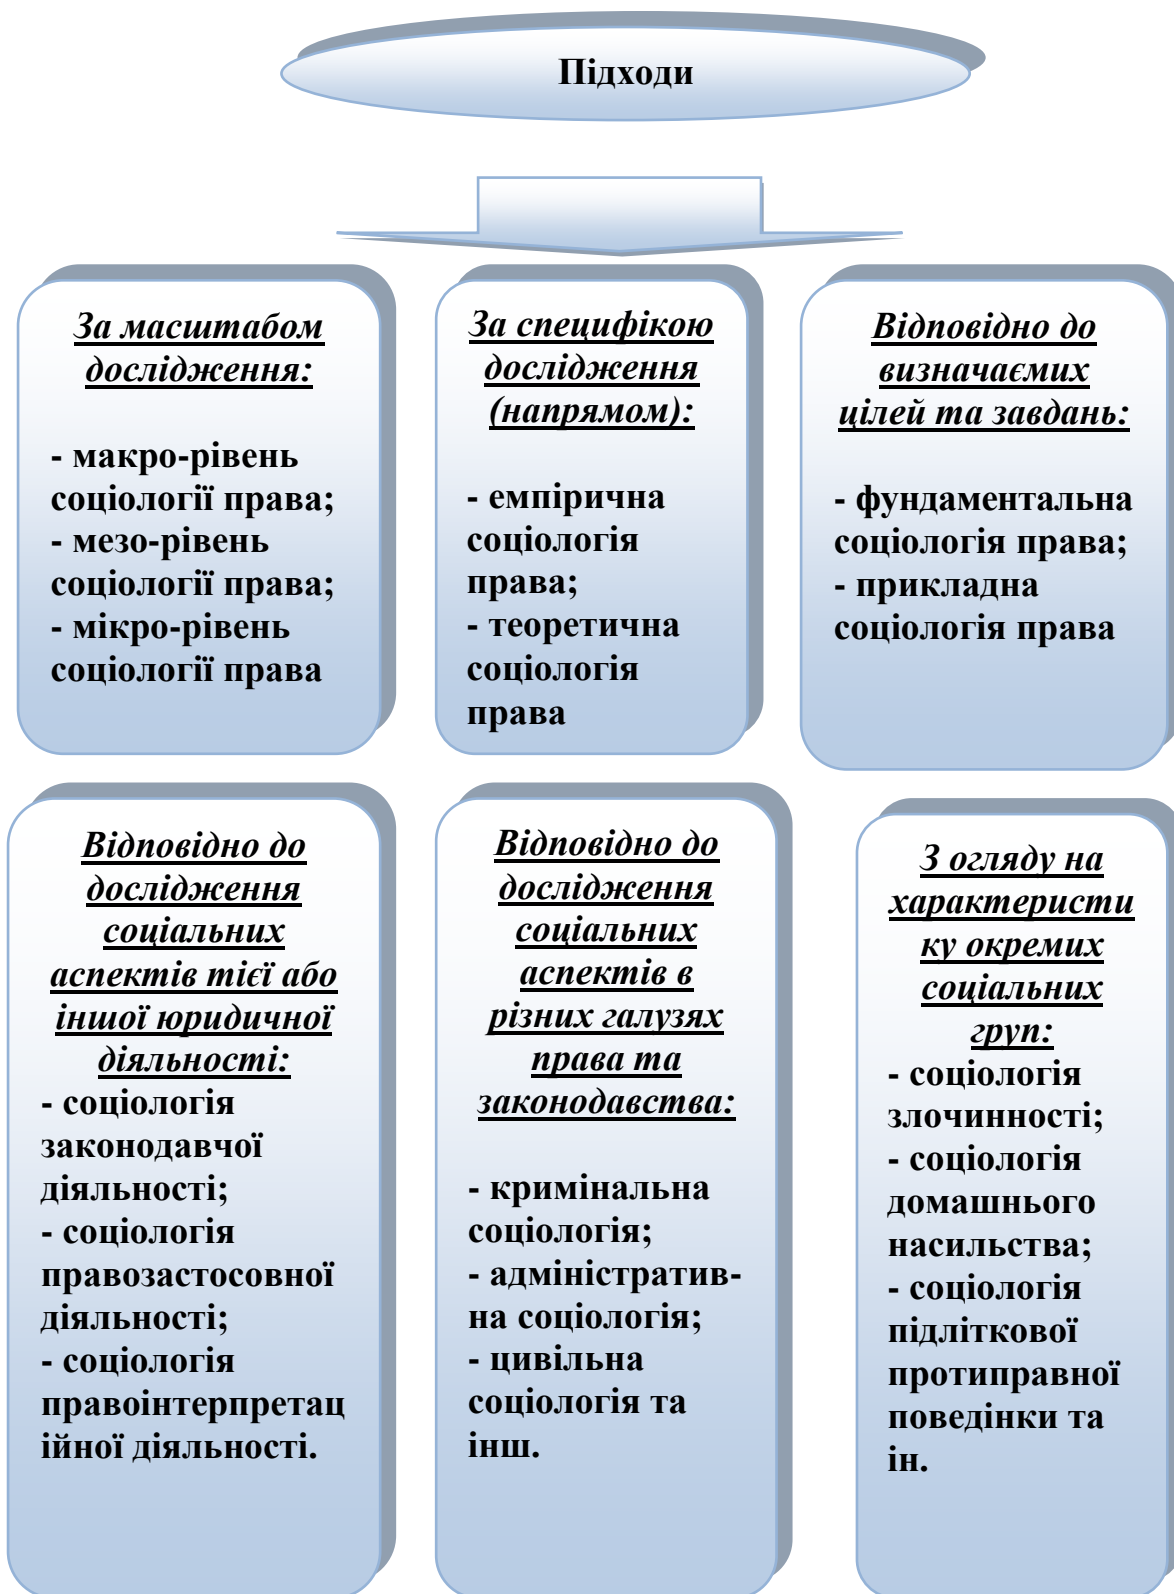 Підходи
За масштабом
дослідження:
- макро-рівень
соціології права;
- мезо-рівень
соціології права;
- мікро-рівень
соціології права
За специфікою
дослідження
(напрямом):
- емпірична
соціологія
права;
- теоретична
соціологія
права
Відповідно до
визначаємих
цілей та завдань:
- фундаментальна
соціологія права;
- прикладна
соціологія права
Відповідно до
дослідження
соціальних
аспектів тієї або
іншої юридичної
діяльності:
- соціологія
законодавчої
діяльності;
- соціологія
правозастосовної
діяльності;
- соціологія
правоінтерпретац
ійної діяльності.
Відповідно до
дослідження
соціальних
аспектів в
різних галузях
права та
законодавства:
- кримінальна
соціологія;
- адміністратив-
на соціологія;
- цивільна
соціологія та
інш.
З огляду на
характеристи
ку окремих
соціальних
груп:
- соціологія
злочинності;
- соціологія
домашнього
насильства;
- соціологія
підліткової
протиправної
поведінки та
ін.